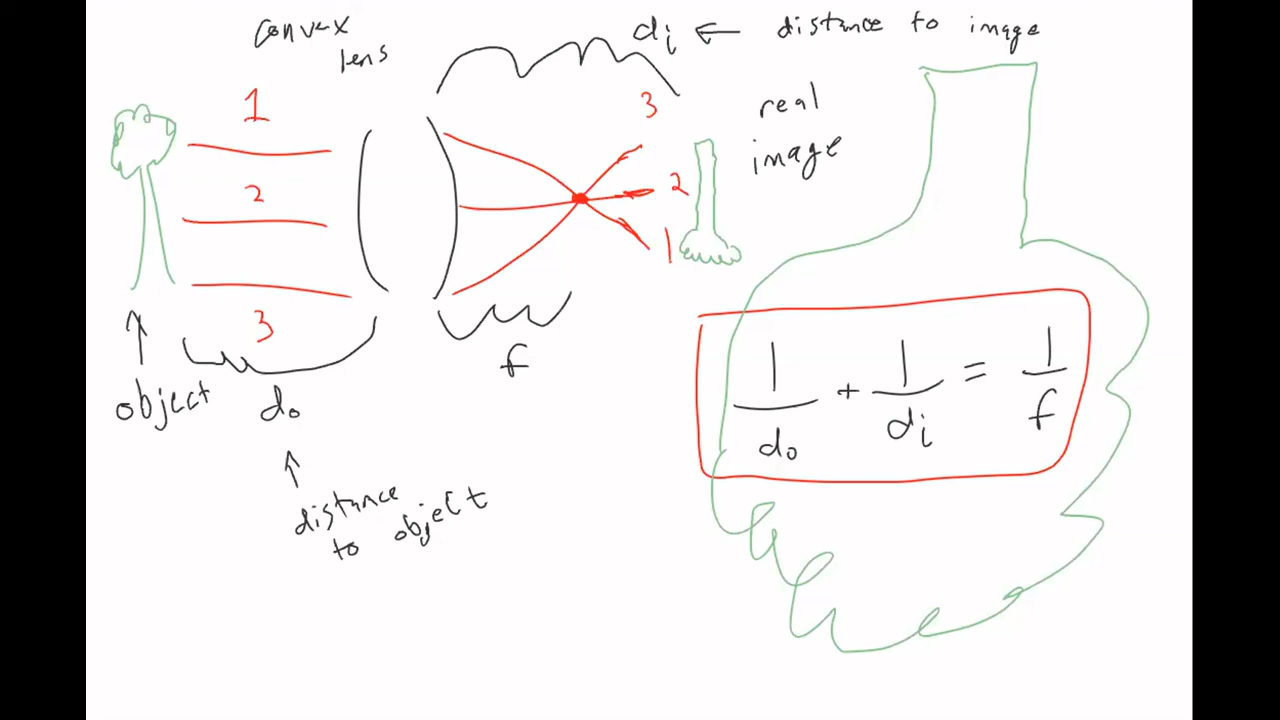 convex
lens
di ← distance to image
1
2
3
3
2
1
real
image
f
object
do
distance
to object
1/do + 1/di = 1/f